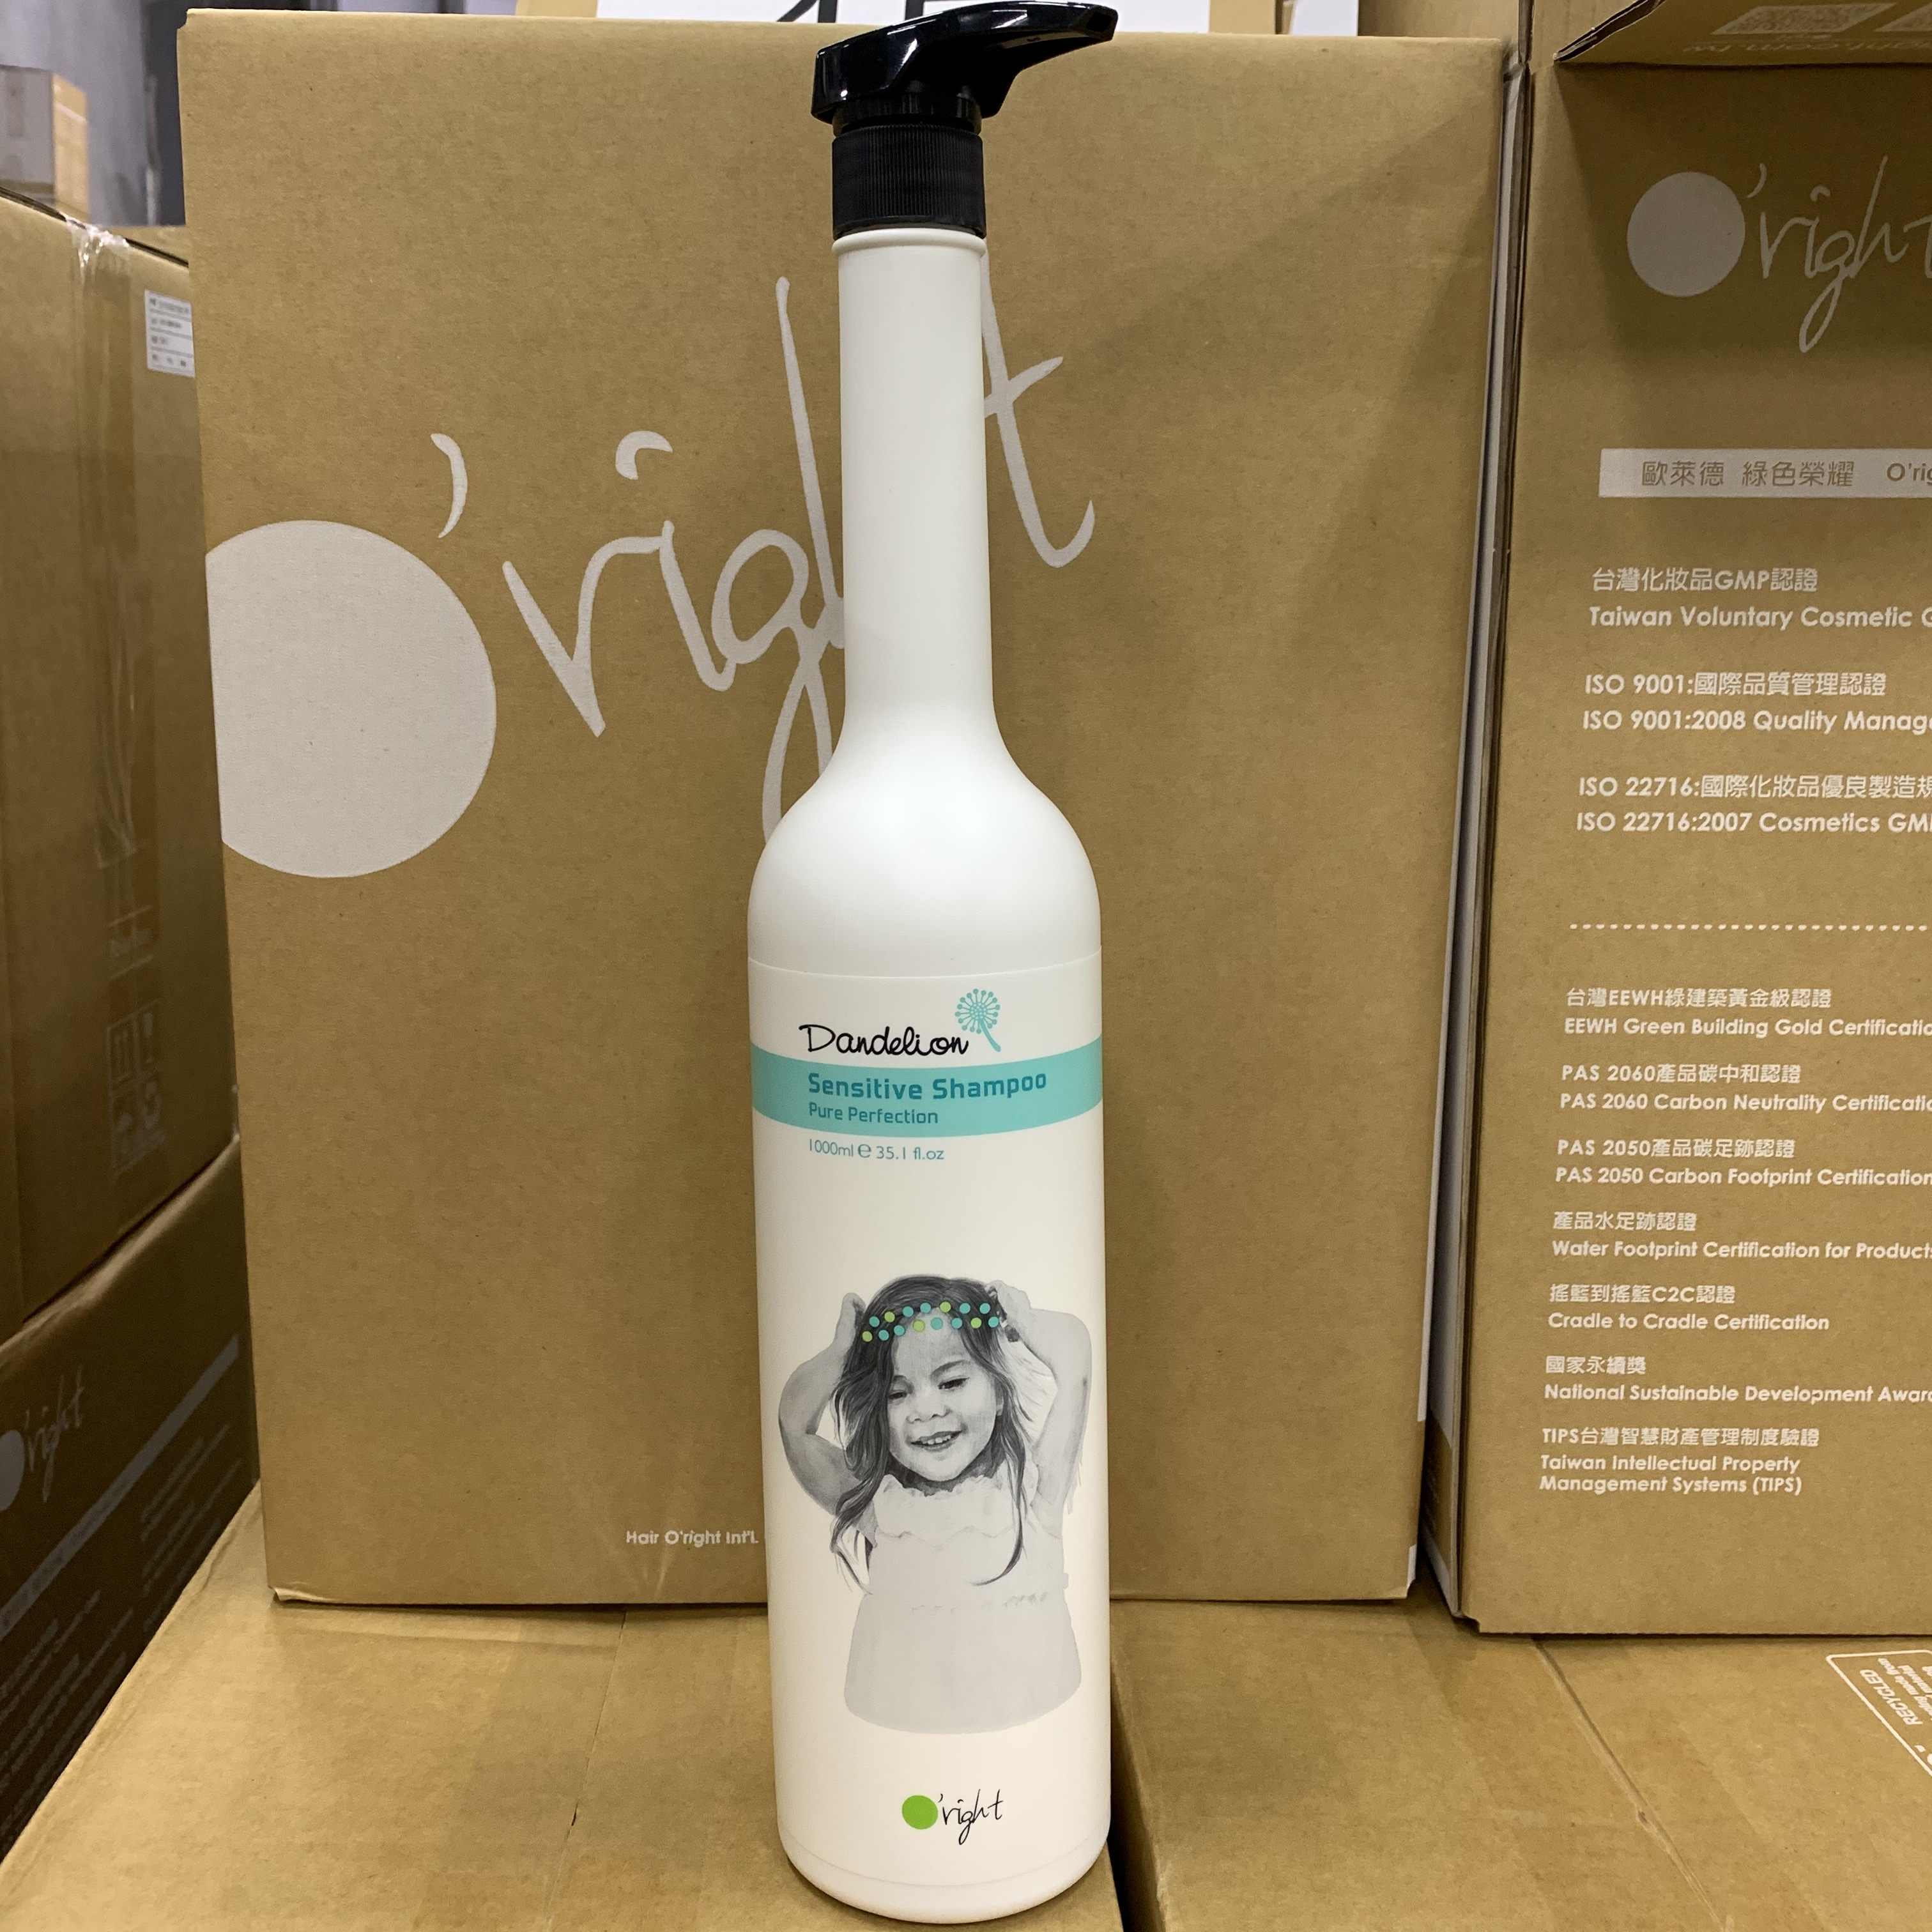 O'right
Hair O'right Int'l.
Dandelion
Sensitive Shampoo
Pure Perfection
1000ml e 35.1 fl.oz
O'right
O'right
歐萊德 綠色榮耀
台灣化妝品GMP認證
Taiwan Voluntary Cosmetic
ISO 9001:國際品質管理認證
ISO 9001:2008 Quality
ISO 22716:國際化妝品優良製造
ISO 22716:2007 Cosmetics
台灣EEWH綠建築黃金級認證
EEWH Green Building Gold
PAS 2060產品碳中和認證
PAS 2060 Carbon Neutrality
PAS 2050產品碳足跡認證
PAS 2050 Carbon Footprint Certification
產品水足跡認證
Water Footprint Certification for
搖籃到搖籃C2C認證
Cradle to Cradle Certification
國家永續獎
National Sustainable Development
TIPS台灣智慧財產管理制度驗證
Taiwan Intellectual Property
Management Systems (TIPS)
O'right
RECYCLED